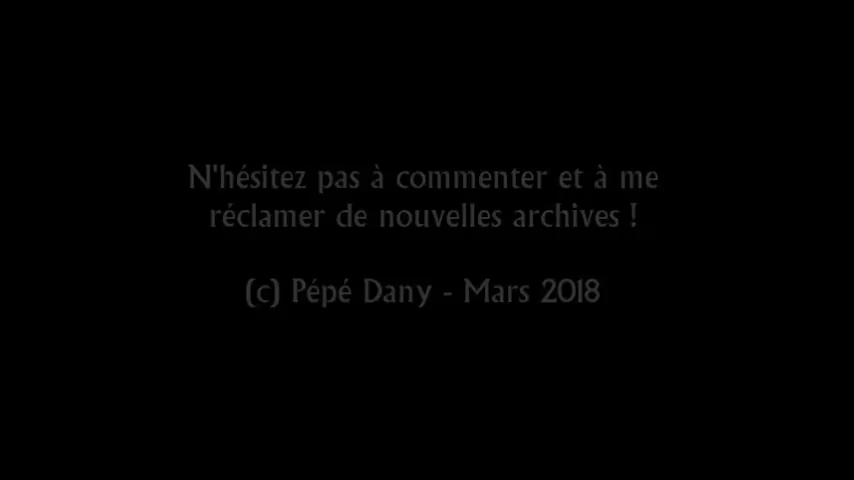 N'hésitez pas à commenter et à me
réclamer de nouvelles archives !
(c) Pépé Dany - Mars 2018